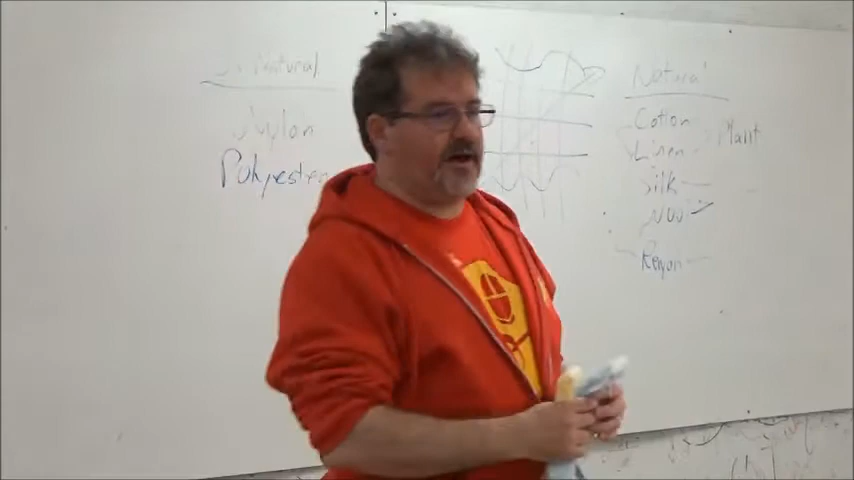 Natural
Nylon
Polyester
Natural
Cotton
Linen
Plant
Silk
Wool
Rayon